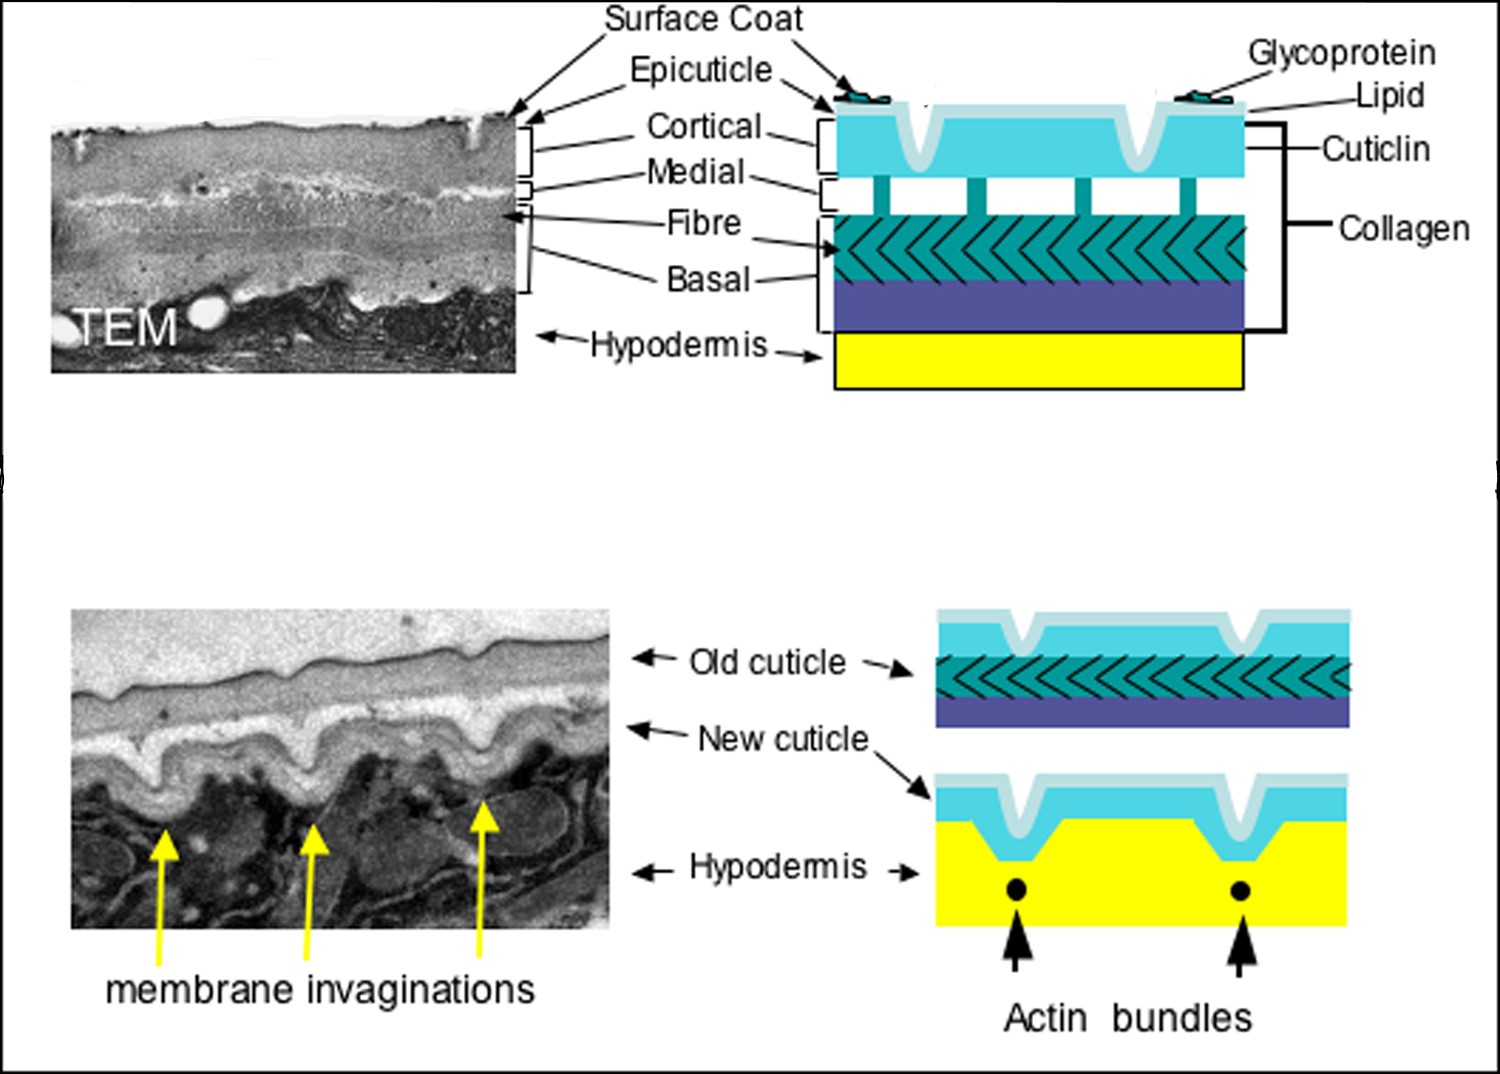 Surface Coat
Epicuticle
Glycoprotein
Lipid
Cortical
Cuticlin
Medial
Fibre
Collagen
Basal
TEM
Hypodermis
Old cuticle
New cuticle
Hypodermis
membrane invaginations
Actin bundles